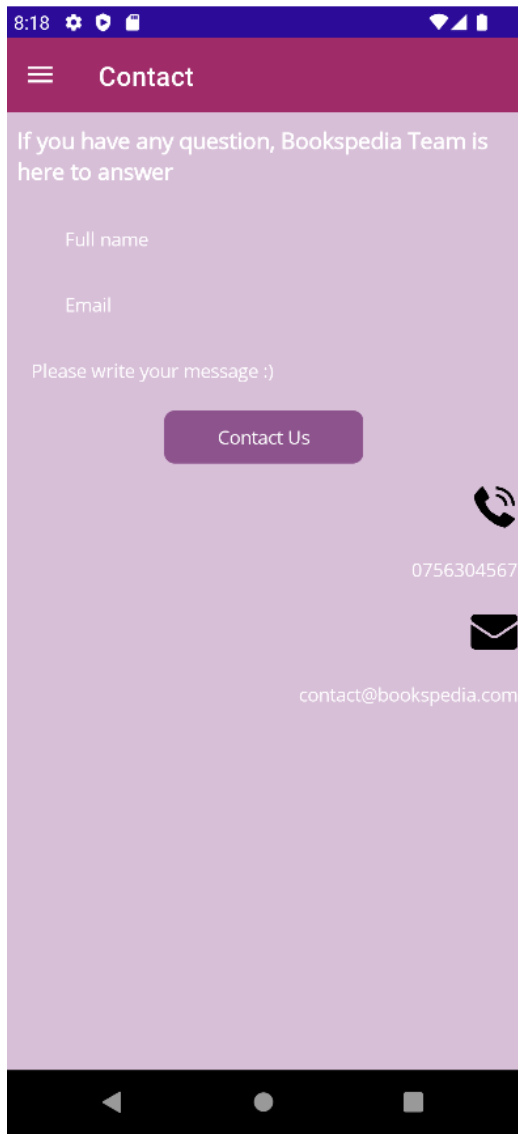 8:18
Contact
If you have any question, Bookspedia Team is
here to answer
Full name
Email
Please write your message :)
Contact Us
0756304567
contact@bookspedia.com